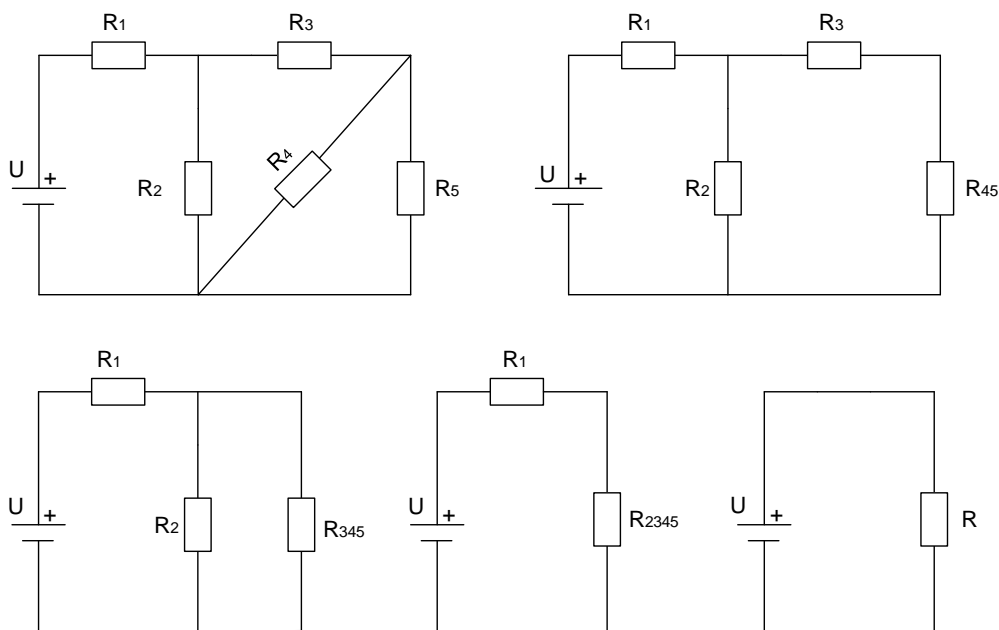 R1 R3
R4
U + R2 R5
R1 R3
U + R2 R45
R1
U + R2 R345
R1
U + R2345
U + R